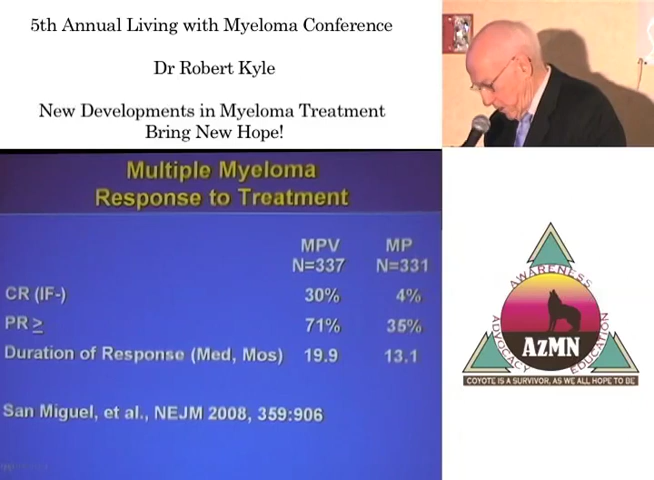 5th Annual Living with Myeloma Conference
Dr Robert Kyle
New Developments in Myeloma Treatment
Bring New Hope!
Multiple Myeloma
Response to Treatment
MPV MP
N=337 N=331
CR (IF-) 30% 4%
PR ≥ 71% 35%
Duration of Response (Med, Mos) 19.9 13.1
San Miguel, et al., NEJM 2008, 359:906
AWARENESS
ADVOCACY
EDUCATION
AzMN
COYOTE IS A SURVIVOR, AS WE ALL HOPE TO BE